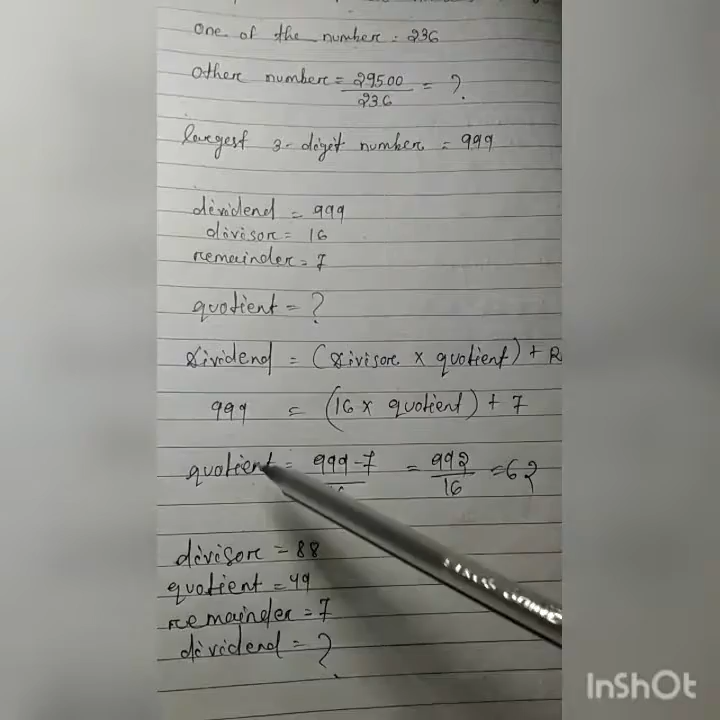 One of the number = 236
Other number = 29500 / 236 = ?
largest 3-digit number = 999
dividend = 999
divisor = 16
remainder = 7
quotient = ?
Dividend = (Divisor × quotient) + R
999 = (16 × quotient) + 7
quotient = 999-7 / = 992 / 16 = 62
divisor = 88
quotient = 49
remainder = 7
dividend = ?
InShOt